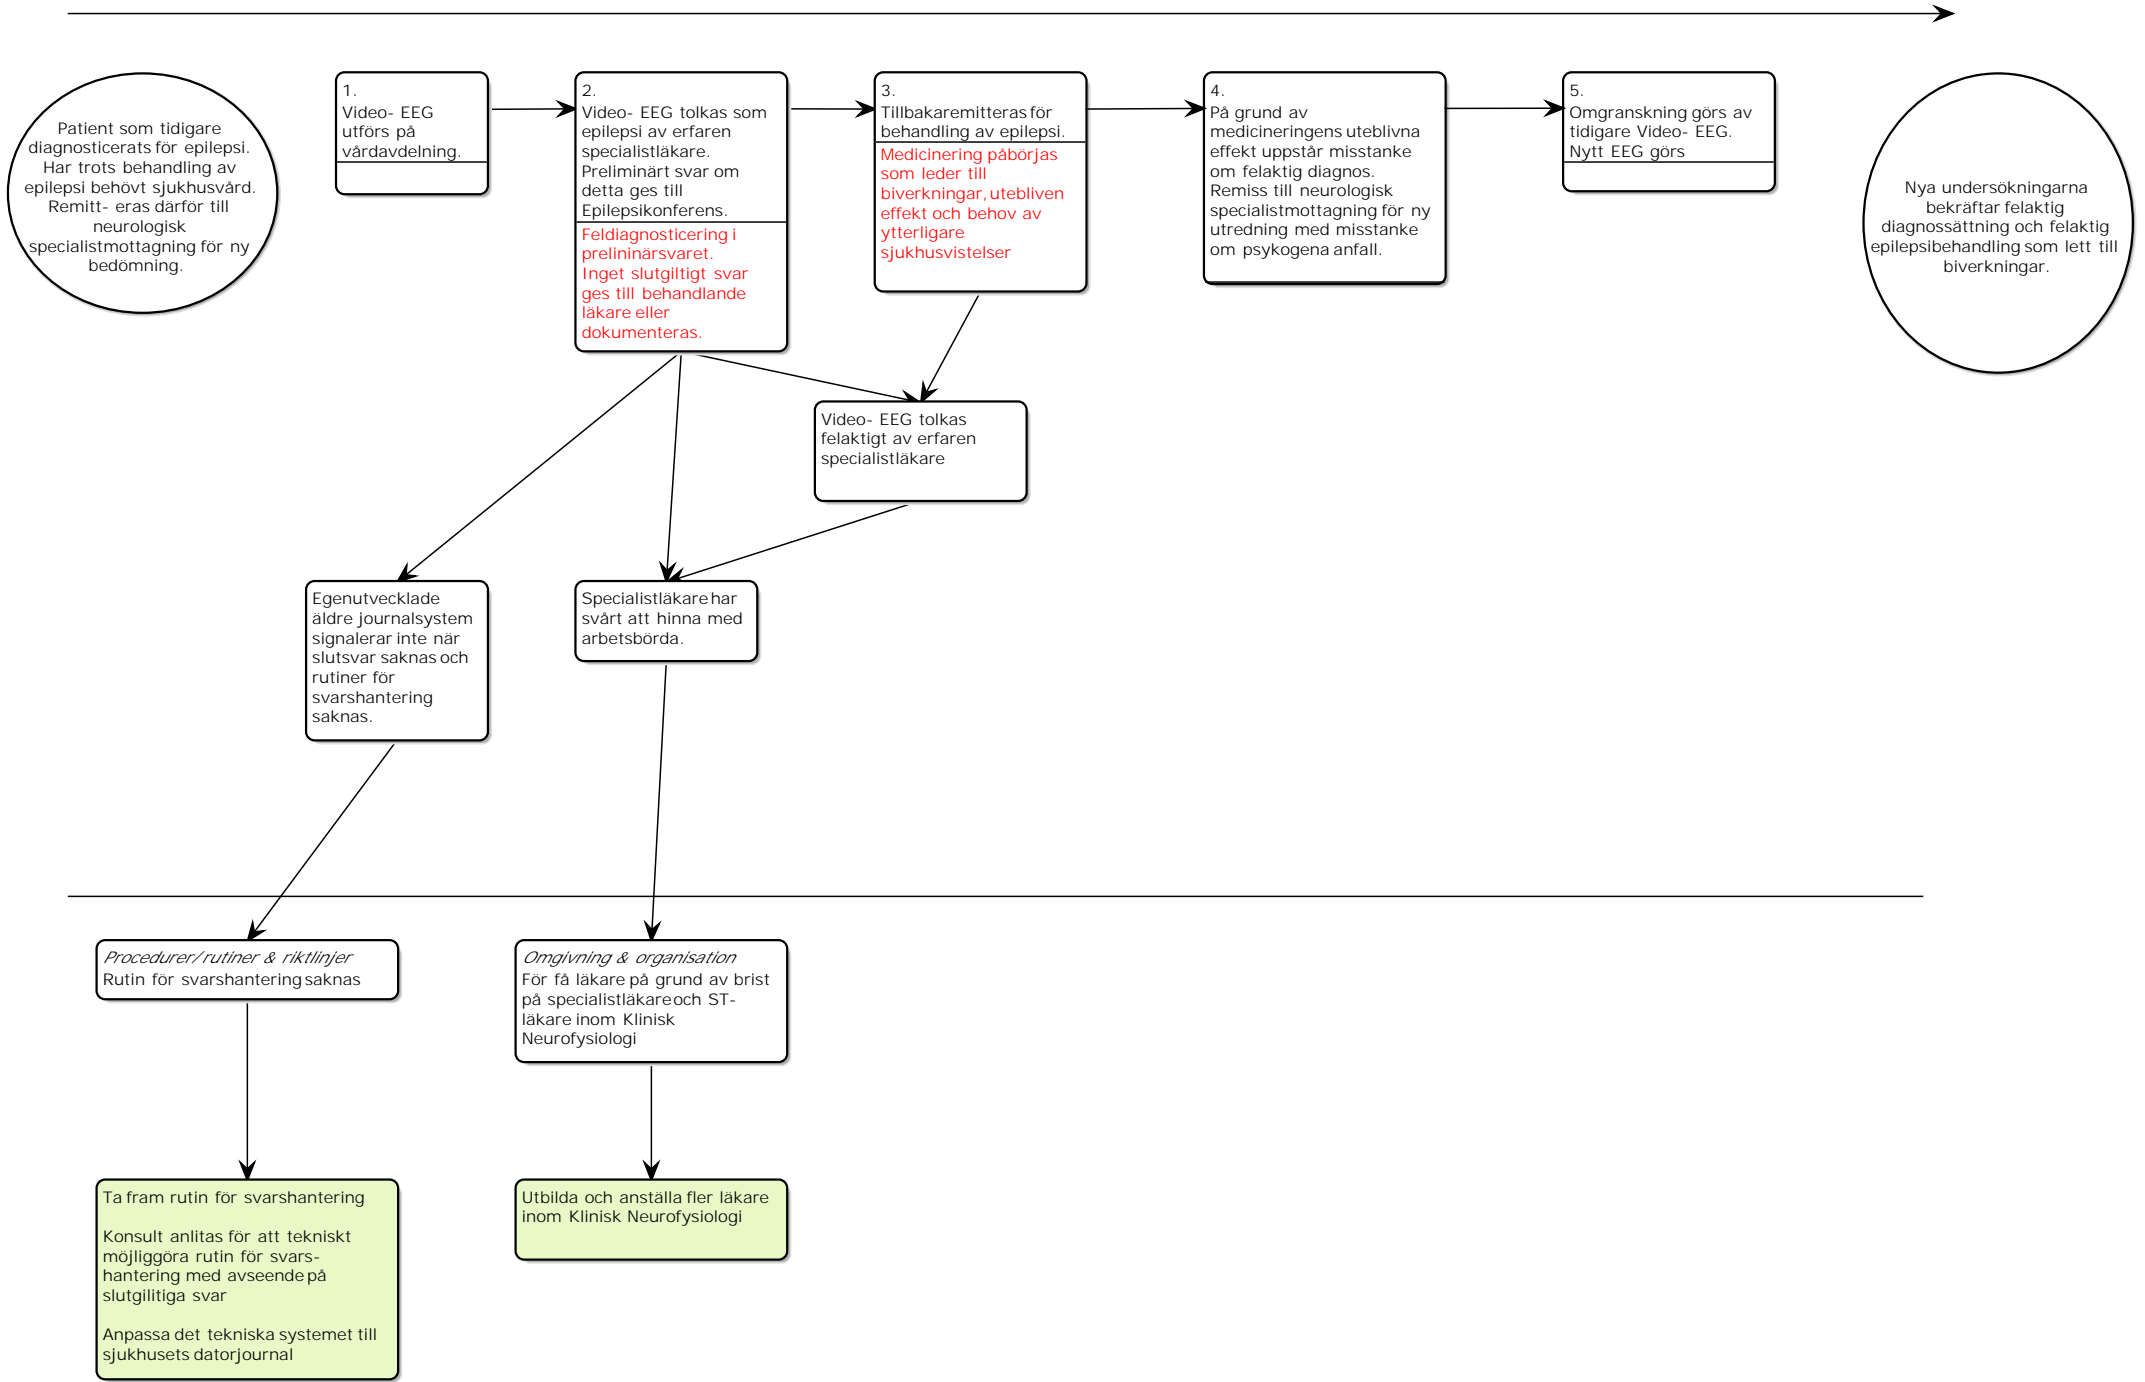 Patient som tidigare
diagnosticerats för epilepsi.
Har trots behandling av
epilepsi behövt sjukhusvård.
Remitt- eras därför till
neurologisk
specialistmottagning för ny
bedömning.
1.
Video- EEG
utförs på
vårdavdelning.
2.
Video- EEG tolkas som
epilepsi av erfaren
specialistläkare.
Preliminärt svar om
detta ges till
Epilepsikonferens.
Feldiagnosticering i
prelininärsvaret.
Inget slutgiltigt svar
ges till behandlande
läkare eller
dokumenteras.
3.
Tillbakaremitteras för
behandling av epilepsi.
Medicinering påbörjas
som leder till
biverkningar, utebliven
effekt och behov av
ytterligare
sjukhusvistelser
4.
På grund av
medicineringens uteblivna
effekt uppstår misstanke
om felaktig diagnos.
Remiss till neurologisk
specialistmottagning för ny
utredning med misstanke
om psykogena anfall.
5.
Omgranskning görs av
tidigare Video- EEG.
Nytt EEG görs
Nya undersökningarna
bekräftar felaktig
diagnossättning och felaktig
epilepsibehandling som lett till
biverkningar.
Video- EEG tolkas
felaktigt av erfaren
specialistläkare
Egenutvecklade
äldre journalsystem
signalerar inte när
slutsvar saknas och
rutiner för
svarshantering
saknas.
Specialistläkare har
svårt att hinna med
arbetsbörda.
Procedurer/rutiner & riktlinjer
Rutin för svarshantering saknas
Omgivning & organisation
För få läkare på grund av brist
på specialistläkare och ST-
läkare inom Klinisk
Neurofysiologi
Ta fram rutin för svarshantering
Konsult anlitas för att tekniskt
möjliggöra rutin för svars-
hantering med avseende på
slutgilitiga svar
Anpassa det tekniska systemet till
sjukhusets datorjournal
Utbilda och anställa fler läkare
inom Klinisk Neurofysiologi